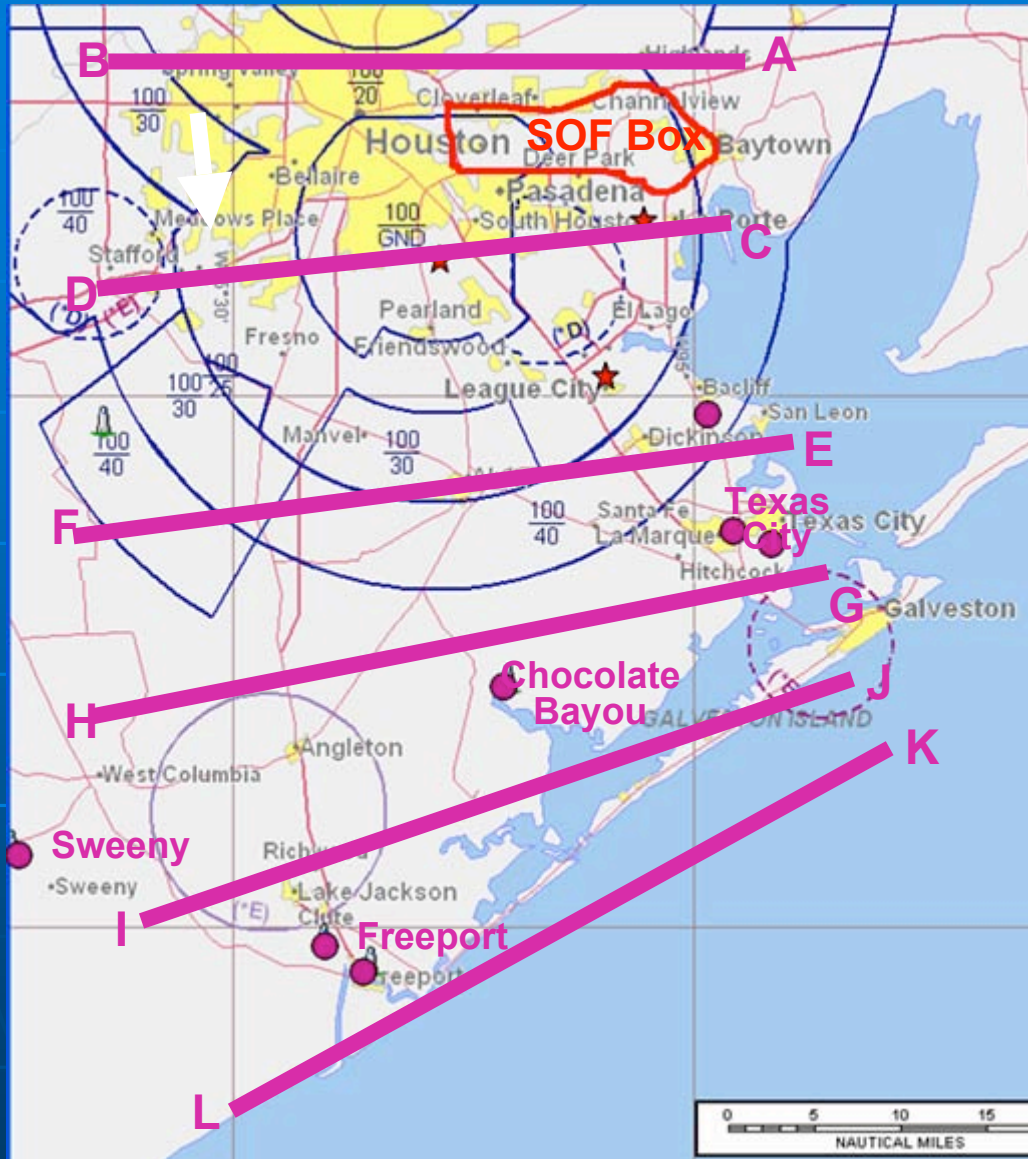 B
A
Highlands
Spring Valley
100
20
100
30
Cloverleaf
Channelview
Houston
SOF Box
Baytown
Deer Park
Bellaire
Pasadena
100
40
Meadows Place
100
GND
South Houston
La Porte
C
Stafford
D
(*D)
(*E)
Pearland
El Lago
Fresno
(*D)
Friendswood
League City
Bacliff
100
25
100
30
San Leon
Manvel
100
30
Dickinson
E
100
40
F
Texas
City
Santa Fe
100
40
Texas City
La Marque
Hitchcock
G
Galveston
Chocolate
Bayou
H
J
GALVESTON ISLAND
K
Angleton
West Columbia
Sweeny
Richwood
Sweeny
Lake Jackson
(*E)
Clute
I
Freeport
Freeport
L
0 5 10 15
NAUTICAL MILES